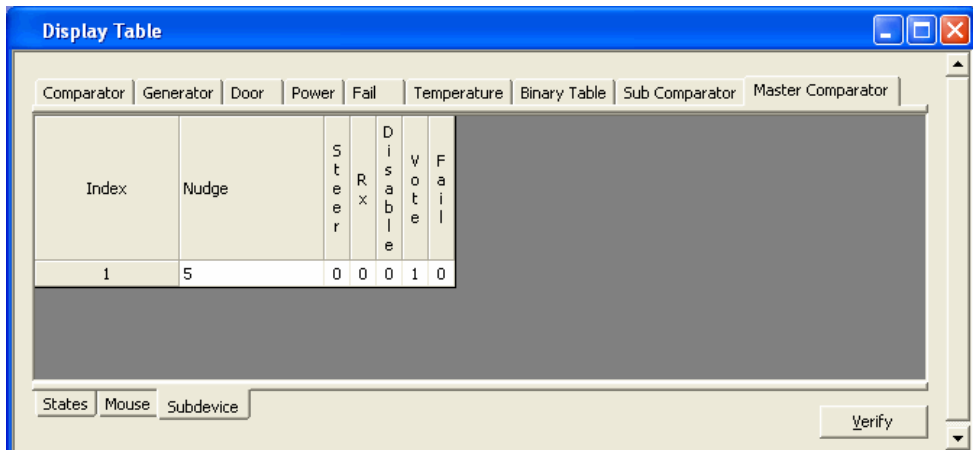 Display Table
Comparator Generator Door Power Fail Temperature Binary Table Sub Comparator Master Comparator
Index Nudge Steer Rx Disable Vote Fail
1 5 0 0 0 1 0
States Mouse Subdevice
Verify